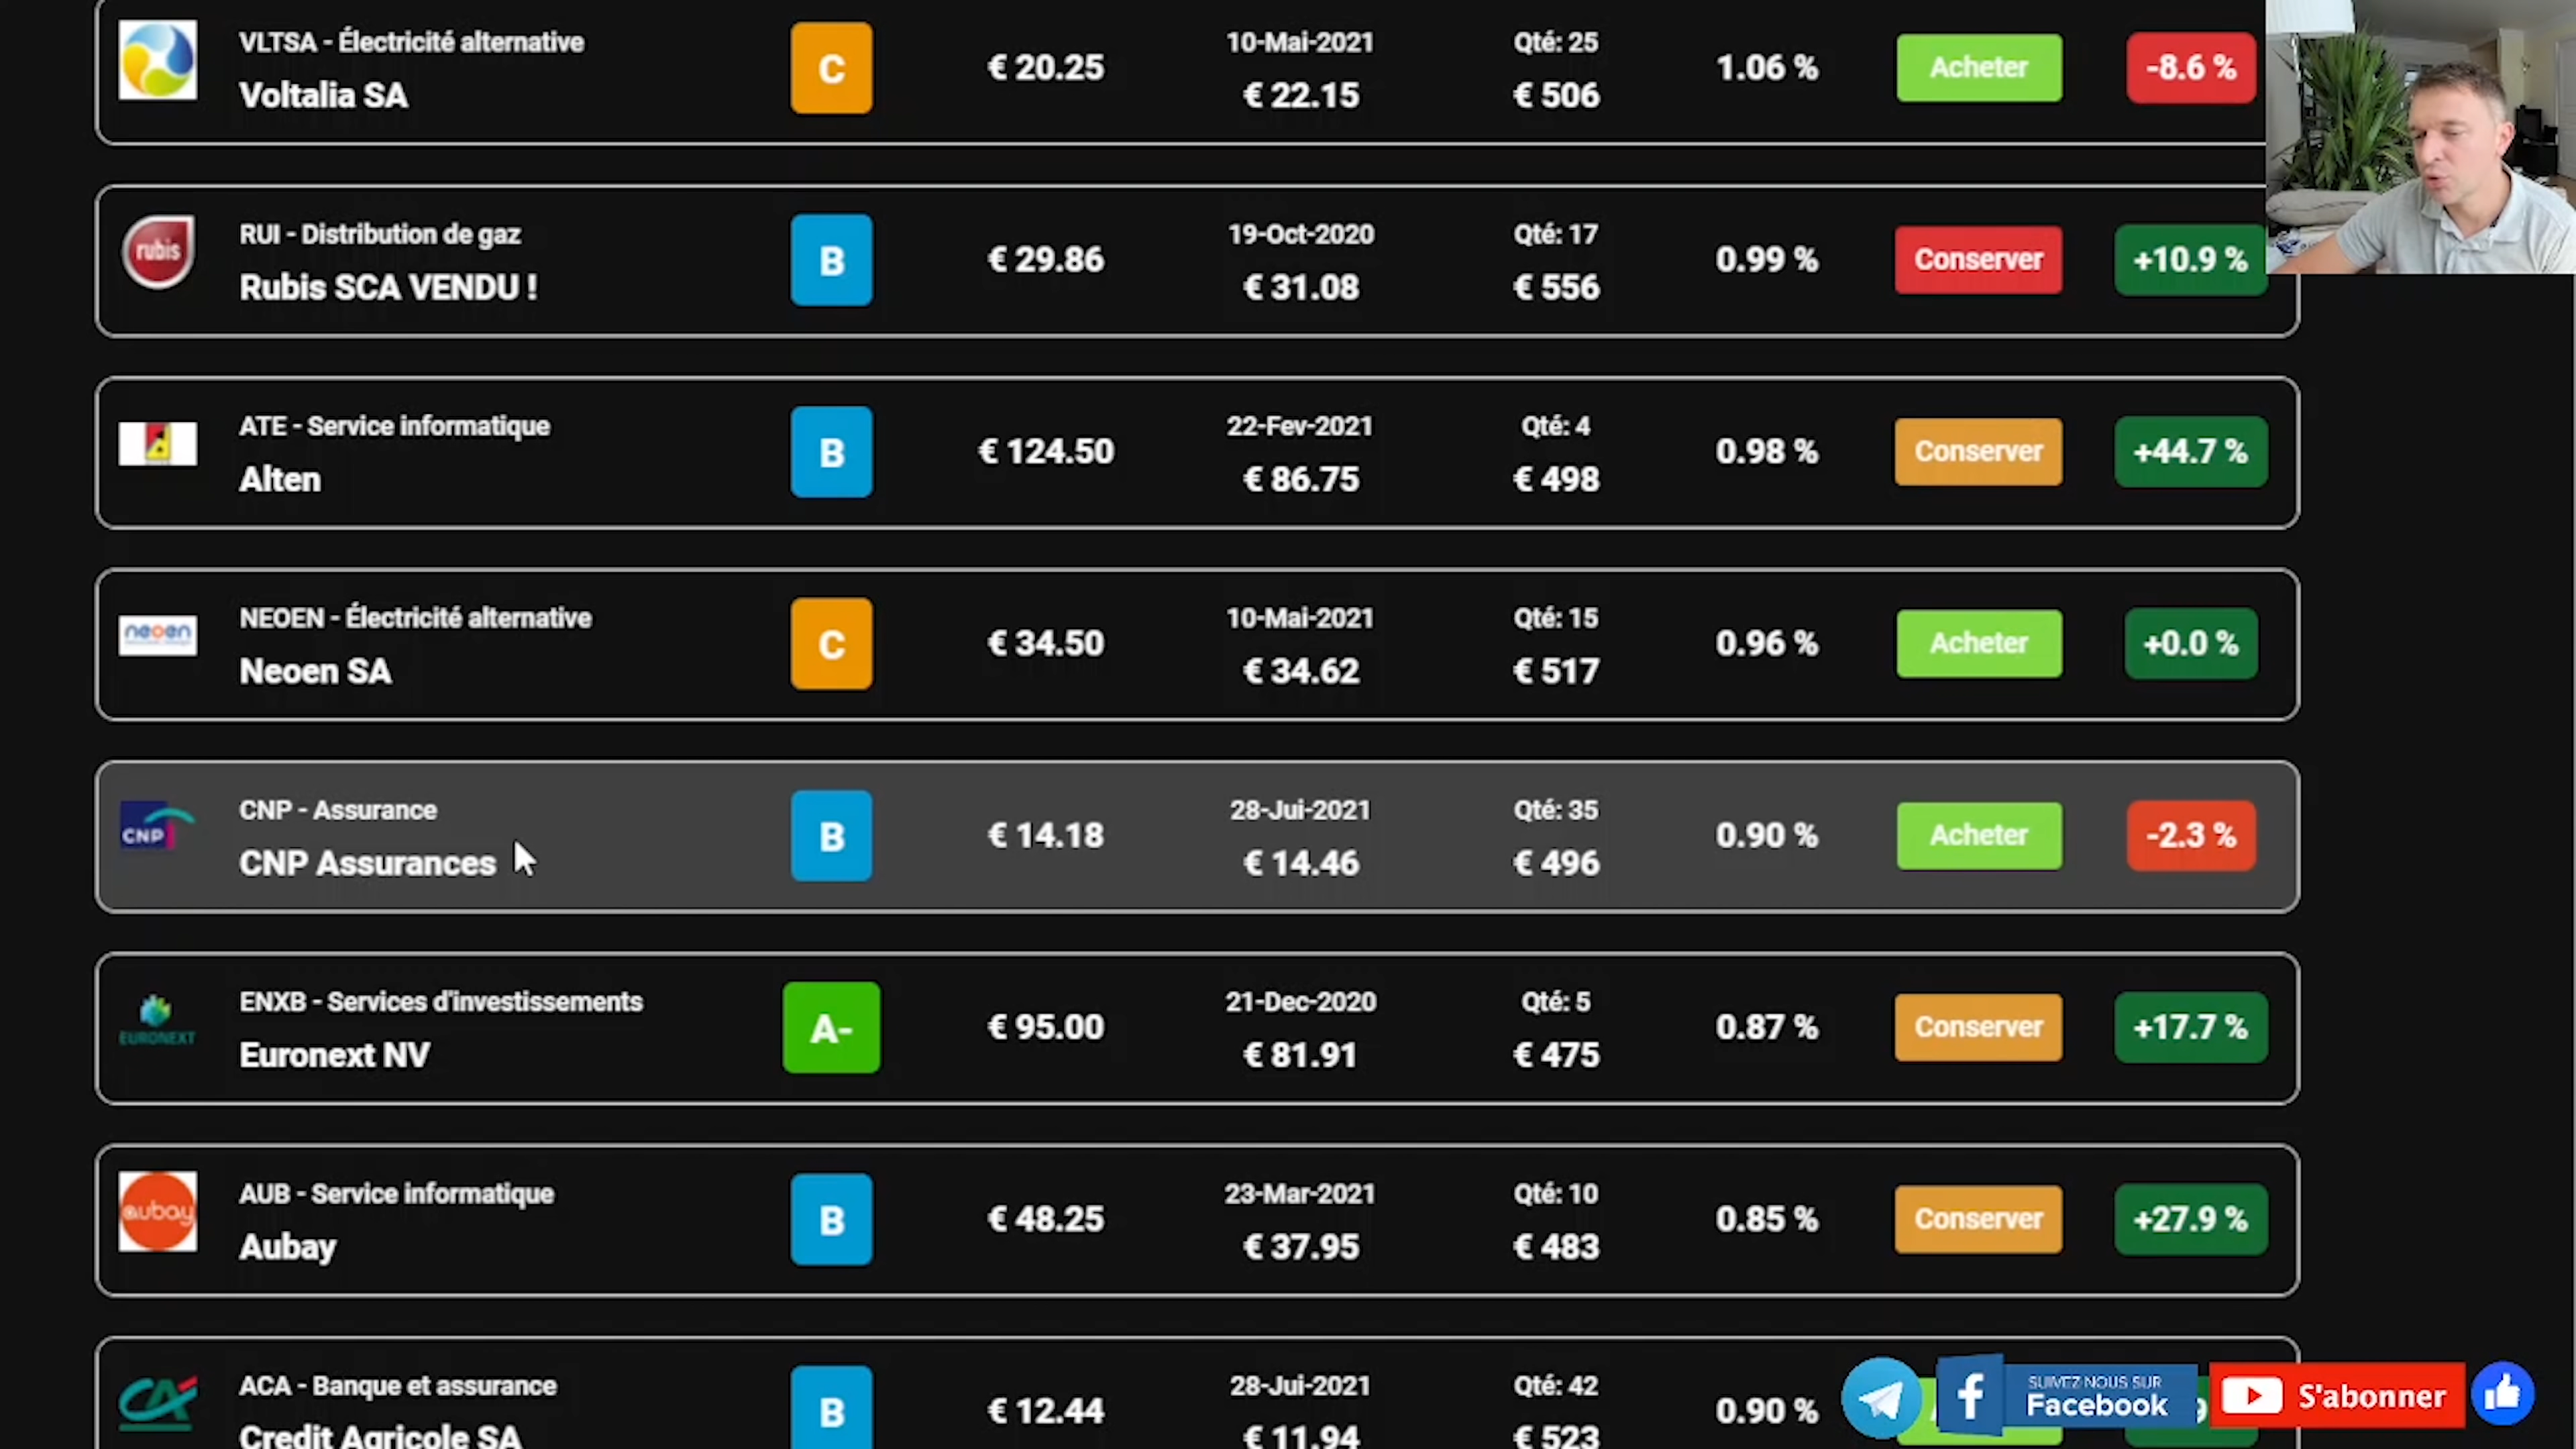 VLTSA - Électricité alternative
Voltalia SA
C
€ 20.25
10-Mai-2021
€ 22.15
Qté: 25
€ 506
1.06 %
Acheter
-8.6 %
rubis
RUI - Distribution de gaz
Rubis SCA VENDU !
B
€ 29.86
19-Oct-2020
€ 31.08
Qté: 17
€ 556
0.99 %
Conserver
+10.9 %
ATE - Service informatique
Alten
B
€ 124.50
22-Fev-2021
€ 86.75
Qté: 4
€ 498
0.98 %
Conserver
+44.7 %
neoen
NEOEN - Électricité alternative
Neoen SA
C
€ 34.50
10-Mai-2021
€ 34.62
Qté: 15
€ 517
0.96 %
Acheter
+0.0 %
CNP
CNP - Assurance
CNP Assurances
B
€ 14.18
28-Jui-2021
€ 14.46
Qté: 35
€ 496
0.90 %
Acheter
-2.3 %
EURONEXT
ENXB - Services d'investissements
Euronext NV
A-
€ 95.00
21-Dec-2020
€ 81.91
Qté: 5
€ 475
0.87 %
Conserver
+17.7 %
aubay
AUB - Service informatique
Aubay
B
€ 48.25
23-Mar-2021
€ 37.95
Qté: 10
€ 483
0.85 %
Conserver
+27.9 %
CA
ACA - Banque et assurance
Credit Agricole SA
B
€ 12.44
28-Jui-2021
€ 11.94
Qté: 42
€ 523
0.90 %
SUIVEZ-NOUS SUR
Facebook
S'abonner